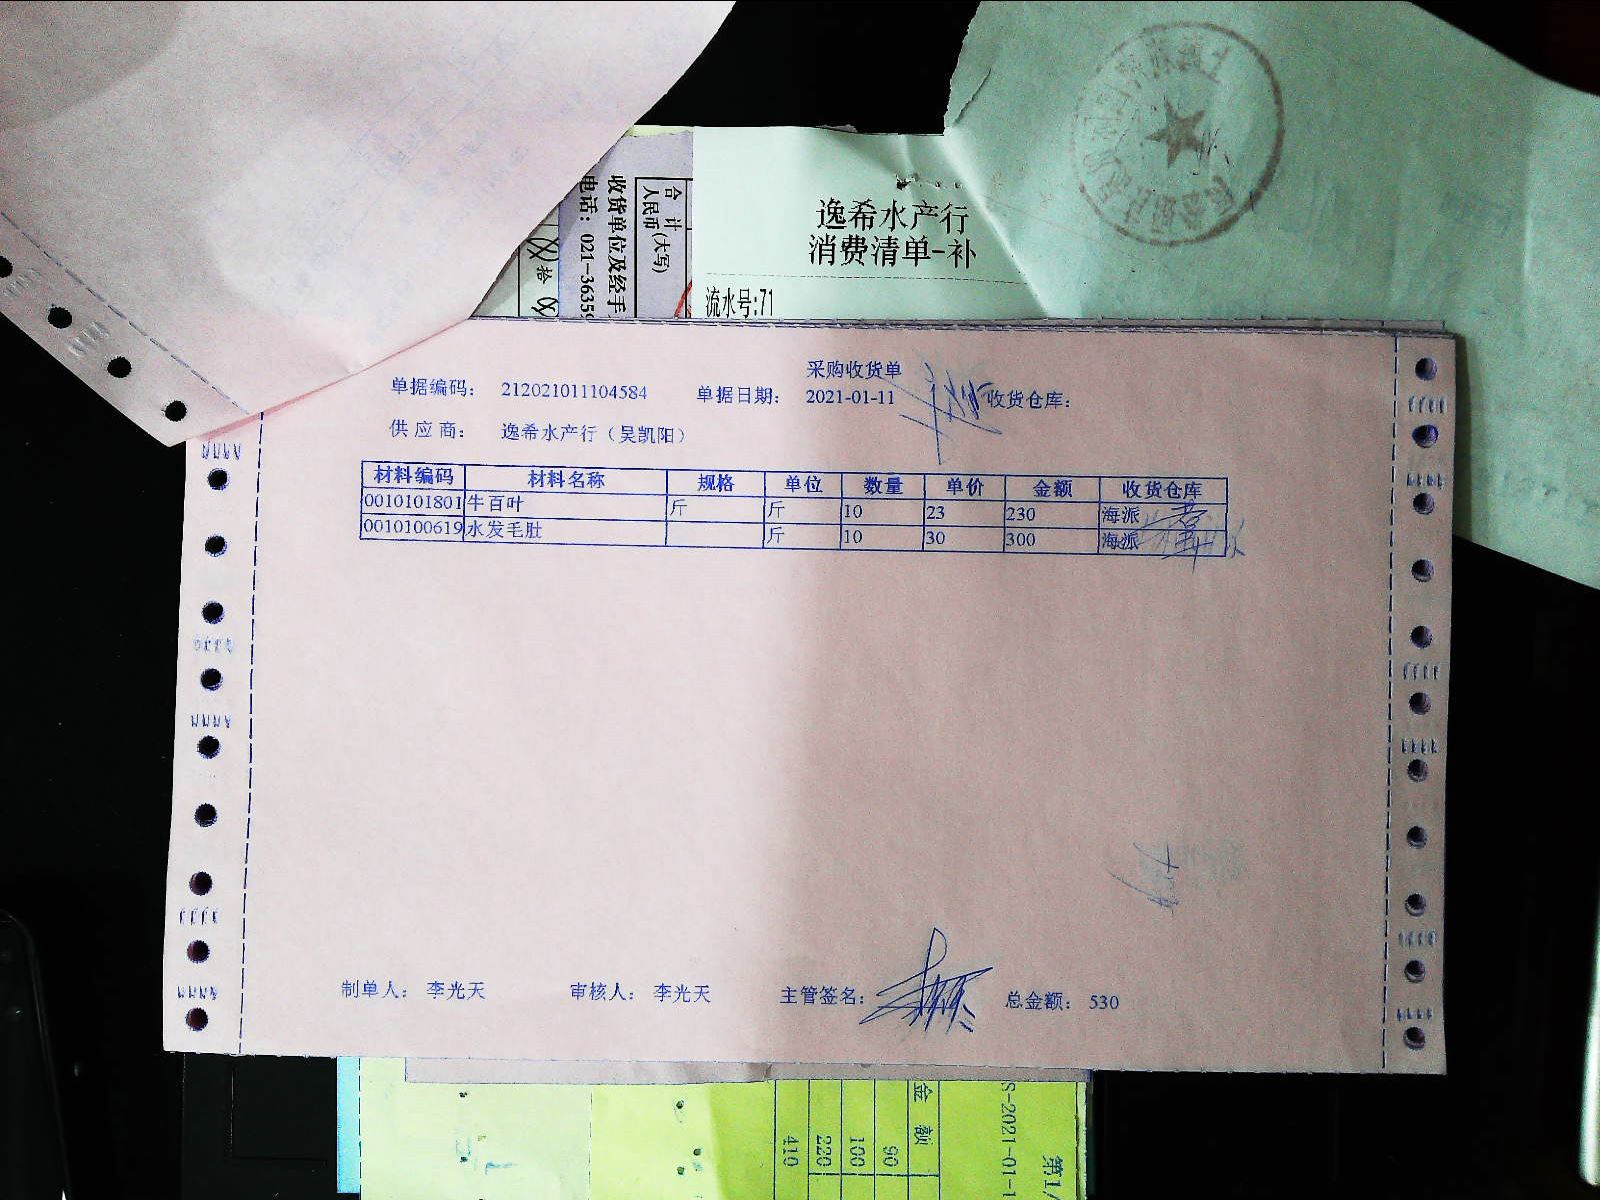 逸希水产行
消费清单-补
流水号:71
合 计
人民币(大写)
收货单位及经手
电话: 021-3635
拾
采购收货单
单据编码: 212021011104584 单据日期: 2021-01-11 收货仓库:
供应商: 逸希水产行（吴凯阳）
材料编码 材料名称 规格 单位 数量 单价 金额 收货仓库
0010101801 牛百叶 斤 斤 10 23 230 海派
0010100619 水发毛肚 斤 10 30 300 海派
制单人: 李光天 审核人: 李光天 主管签名: 总金额: 530
金 额
90
100
220
410
S-2021-01-1
第1/